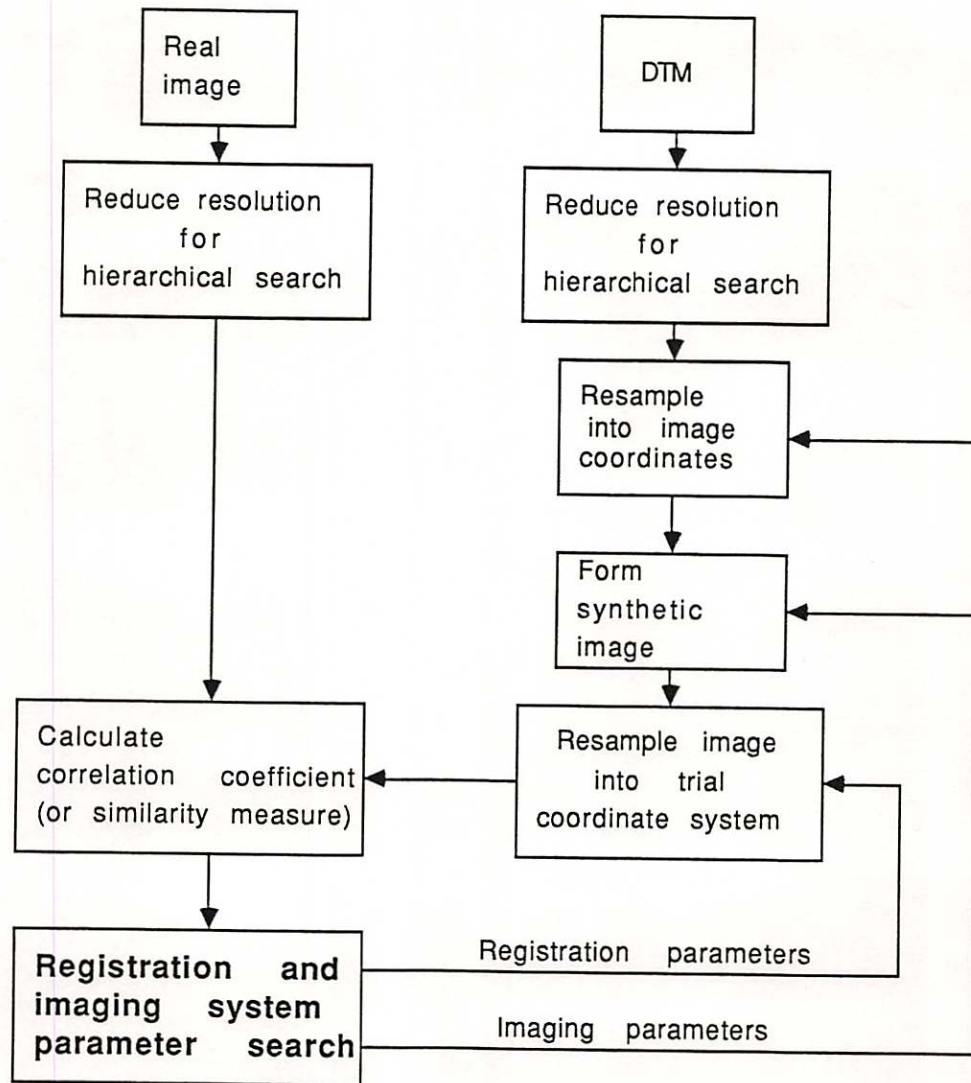 Real
image
DTM
Reduce resolution
for
hierarchical search
Reduce resolution
for
hierarchical search
Resample
into image
coordinates
Form
synthetic
image
Calculate
correlation coefficient
(or similarity measure)
Resample image
into trial
coordinate system
Registration and
imaging system
parameter search
Registration parameters
Imaging parameters